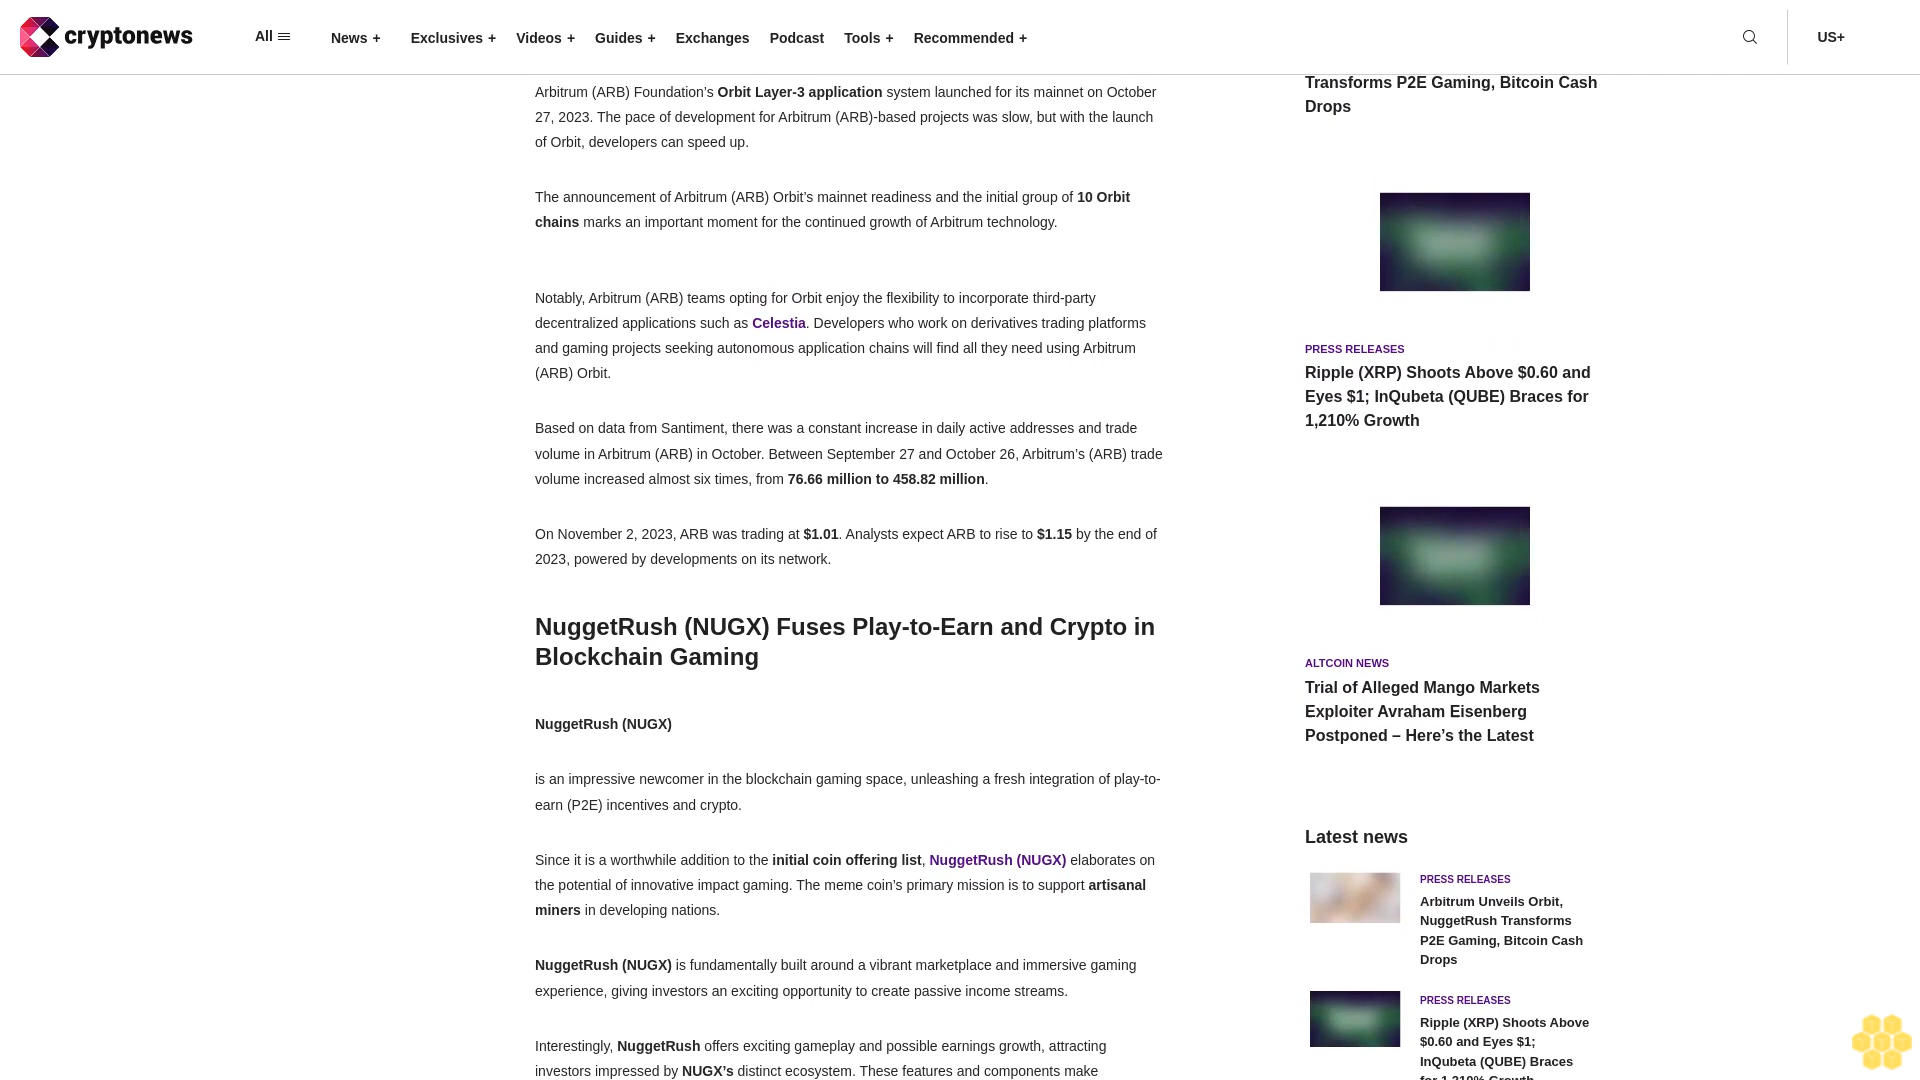 cryptonews
All
News +
Exclusives +
Videos +
Guides +
Exchanges
Podcast
Tools +
Recommended +
US+
Arbitrum (ARB) Foundation’s Orbit Layer-3 application system launched for its mainnet on October
27, 2023. The pace of development for Arbitrum (ARB)-based projects was slow, but with the launch
of Orbit, developers can speed up.
The announcement of Arbitrum (ARB) Orbit’s mainnet readiness and the initial group of 10 Orbit
chains marks an important moment for the continued growth of Arbitrum technology.
Notably, Arbitrum (ARB) teams opting for Orbit enjoy the flexibility to incorporate third-party
decentralized applications such as Celestia. Developers who work on derivatives trading platforms
and gaming projects seeking autonomous application chains will find all they need using Arbitrum
(ARB) Orbit.
Based on data from Santiment, there was a constant increase in daily active addresses and trade
volume in Arbitrum (ARB) in October. Between September 27 and October 26, Arbitrum’s (ARB) trade
volume increased almost six times, from 76.66 million to 458.82 million.
On November 2, 2023, ARB was trading at $1.01. Analysts expect ARB to rise to $1.15 by the end of
2023, powered by developments on its network.
NuggetRush (NUGX) Fuses Play-to-Earn and Crypto in
Blockchain Gaming
NuggetRush (NUGX)
is an impressive newcomer in the blockchain gaming space, unleashing a fresh integration of play-to-
earn (P2E) incentives and crypto.
Since it is a worthwhile addition to the initial coin offering list, NuggetRush (NUGX) elaborates on
the potential of innovative impact gaming. The meme coin’s primary mission is to support artisanal
miners in developing nations.
NuggetRush (NUGX) is fundamentally built around a vibrant marketplace and immersive gaming
experience, giving investors an exciting opportunity to create passive income streams.
Interestingly, NuggetRush offers exciting gameplay and possible earnings growth, attracting
investors impressed by NUGX’s distinct ecosystem. These features and components make
Transforms P2E Gaming, Bitcoin Cash
Drops
PRESS RELEASES
Ripple (XRP) Shoots Above $0.60 and
Eyes $1; InQubeta (QUBE) Braces for
1,210% Growth
ALTCOIN NEWS
Trial of Alleged Mango Markets
Exploiter Avraham Eisenberg
Postponed – Here’s the Latest
Latest news
PRESS RELEASES
Arbitrum Unveils Orbit,
NuggetRush Transforms
P2E Gaming, Bitcoin Cash
Drops
PRESS RELEASES
Ripple (XRP) Shoots Above
$0.60 and Eyes $1;
InQubeta (QUBE) Braces
for 1,210% Growth